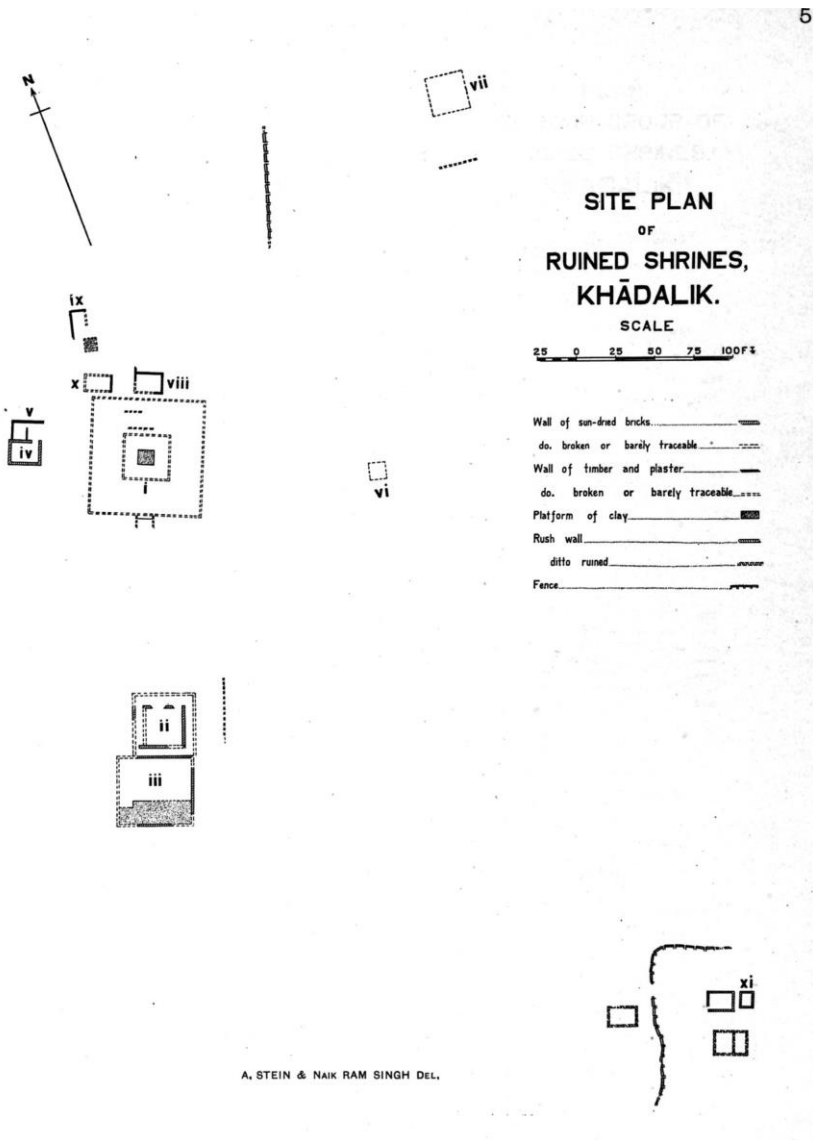 5
N
vii
SITE PLAN
OF
RUINED SHRINES,
KHĀDALIK.
SCALE
25 0 25 50 75 100 Ft
ix
x
viii
v
iv
i
vi
Wall of sun-dried bricks
do. broken or barely traceable
Wall of timber and plaster
do. broken or barely traceable
Platform of clay
Rush wall
ditto ruined
Fence
ii
iii
xi
A. STEIN & NAIK RAM SINGH DEL.